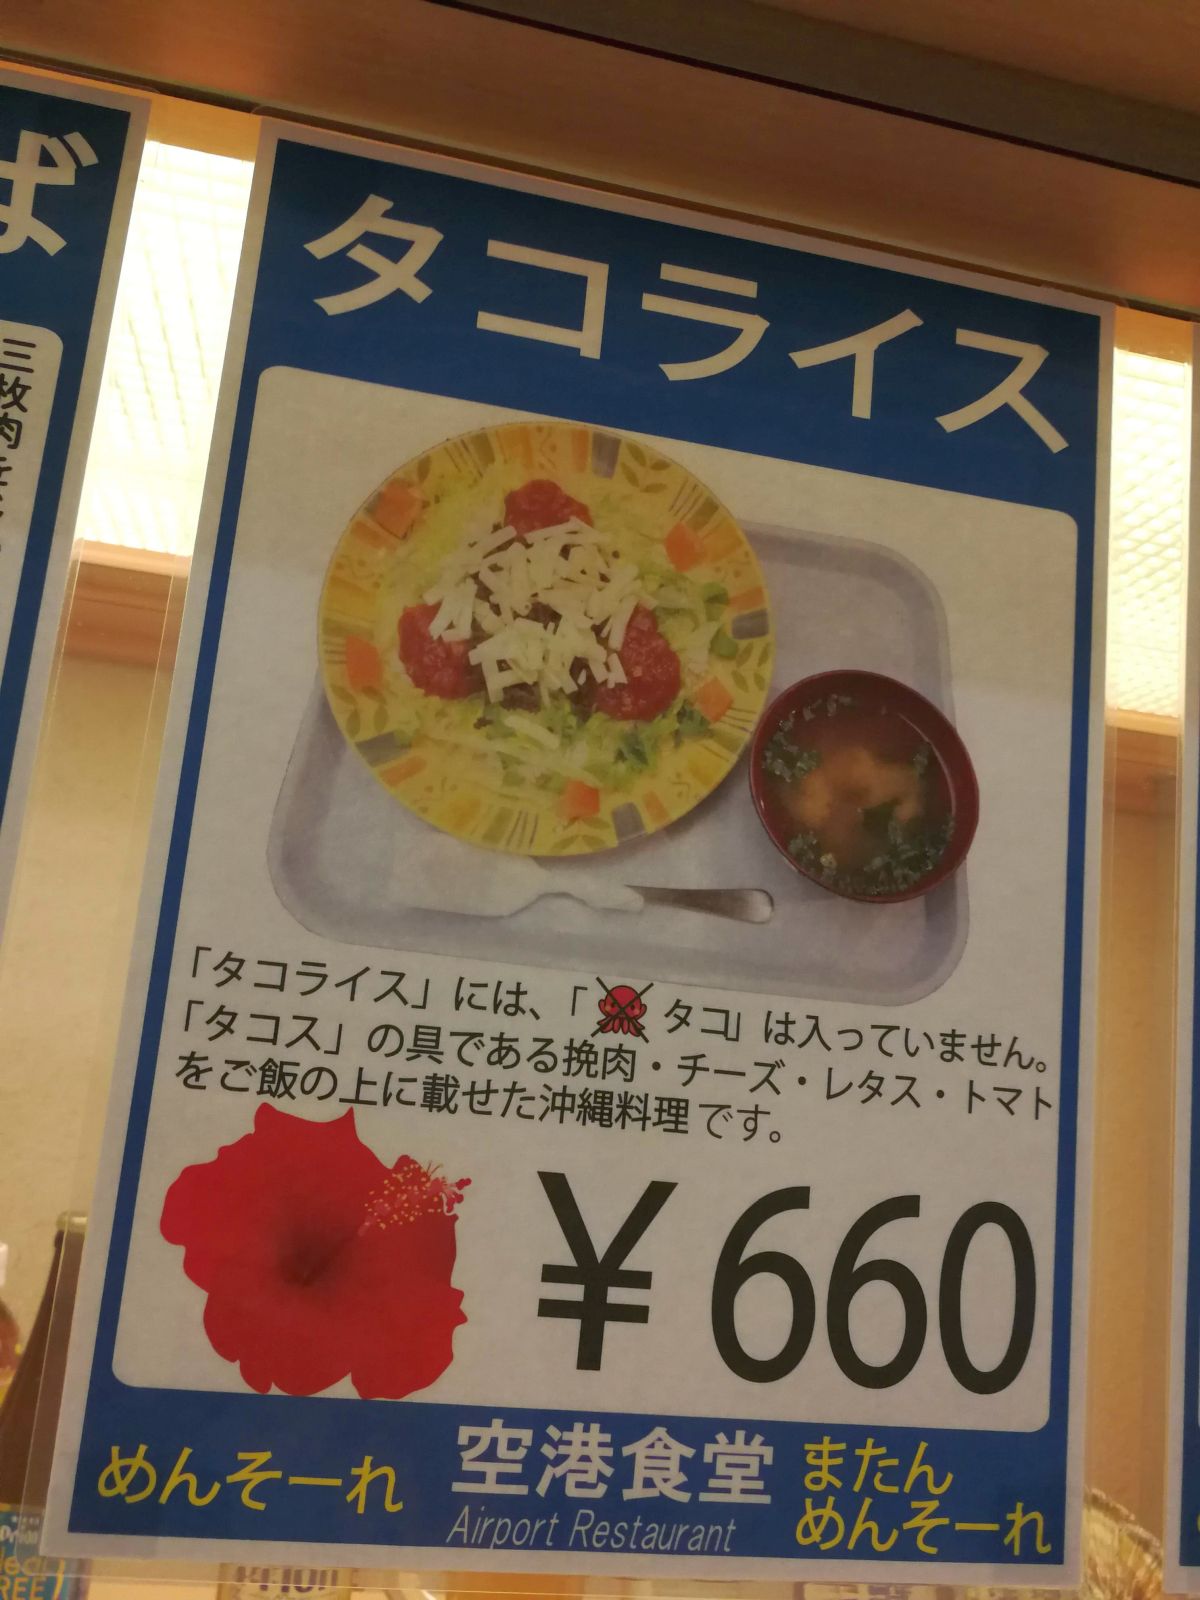 ば
三枚肉
タコライス
「タコライス」には、「タコ」は入っていません。
「タコス」の具である挽肉・チーズ・レタス・トマト
をご飯の上に載せた沖縄料理です。
￥660
めんそーれ
空港食堂
Airport Restaurant
またん
めんそーれ